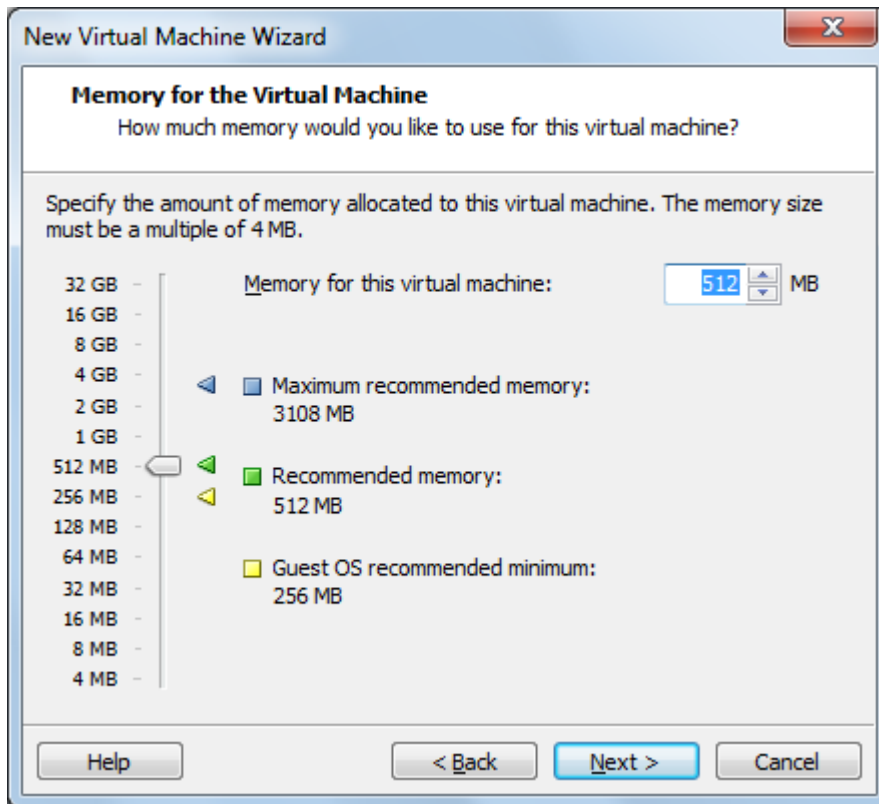 New Virtual Machine Wizard
Memory for the Virtual Machine
How much memory would you like to use for this virtual machine?
Specify the amount of memory allocated to this virtual machine. The memory size
must be a multiple of 4 MB.
32 GB
16 GB
8 GB
4 GB
2 GB
1 GB
512 MB
256 MB
128 MB
64 MB
32 MB
16 MB
8 MB
4 MB
Memory for this virtual machine: 512 MB
Maximum recommended memory:
3108 MB
Recommended memory:
512 MB
Guest OS recommended minimum:
256 MB
Help < Back Next > Cancel